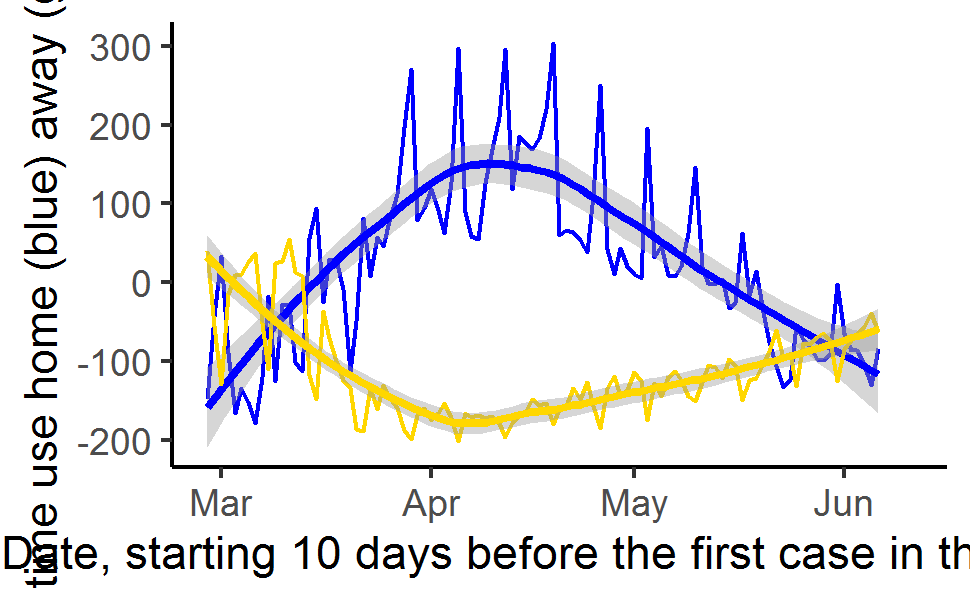 time use home (blue) away (
300
200
100
0
-100
-200
Mar Apr May Jun
Date, starting 10 days before the first case in th